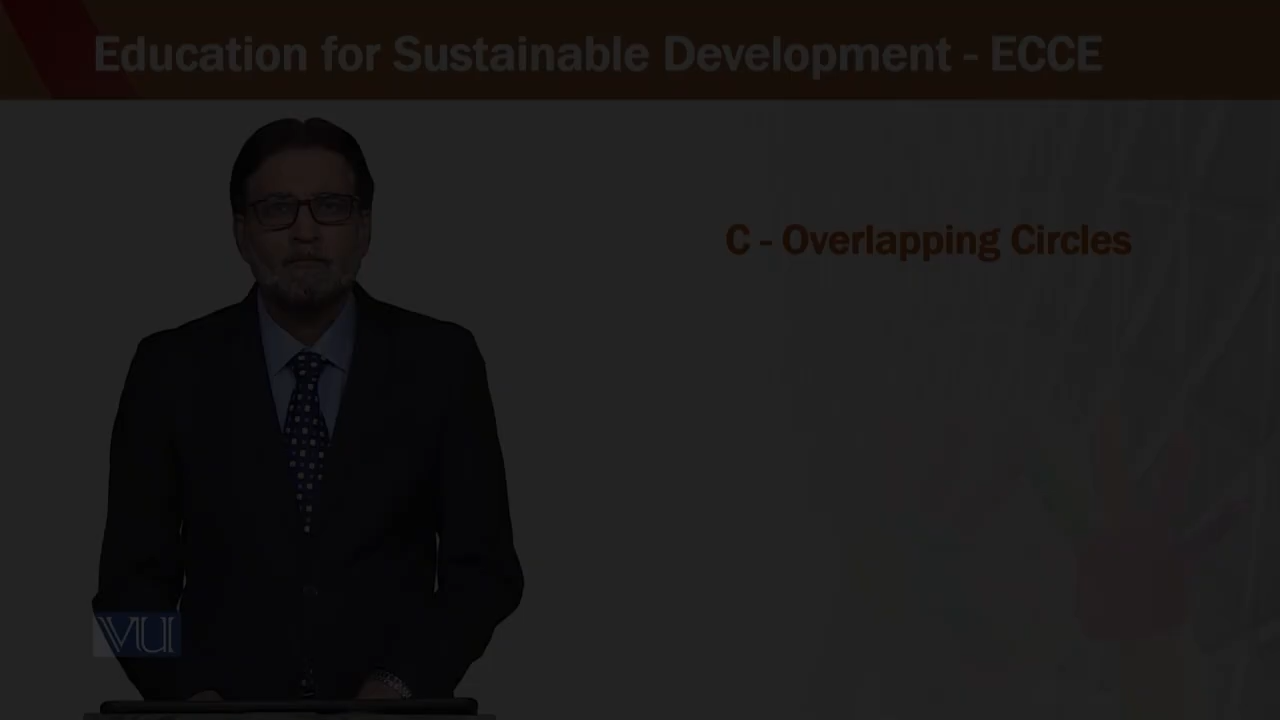 Education for Sustainable Development - ECCE
C - Overlapping Circles
VU